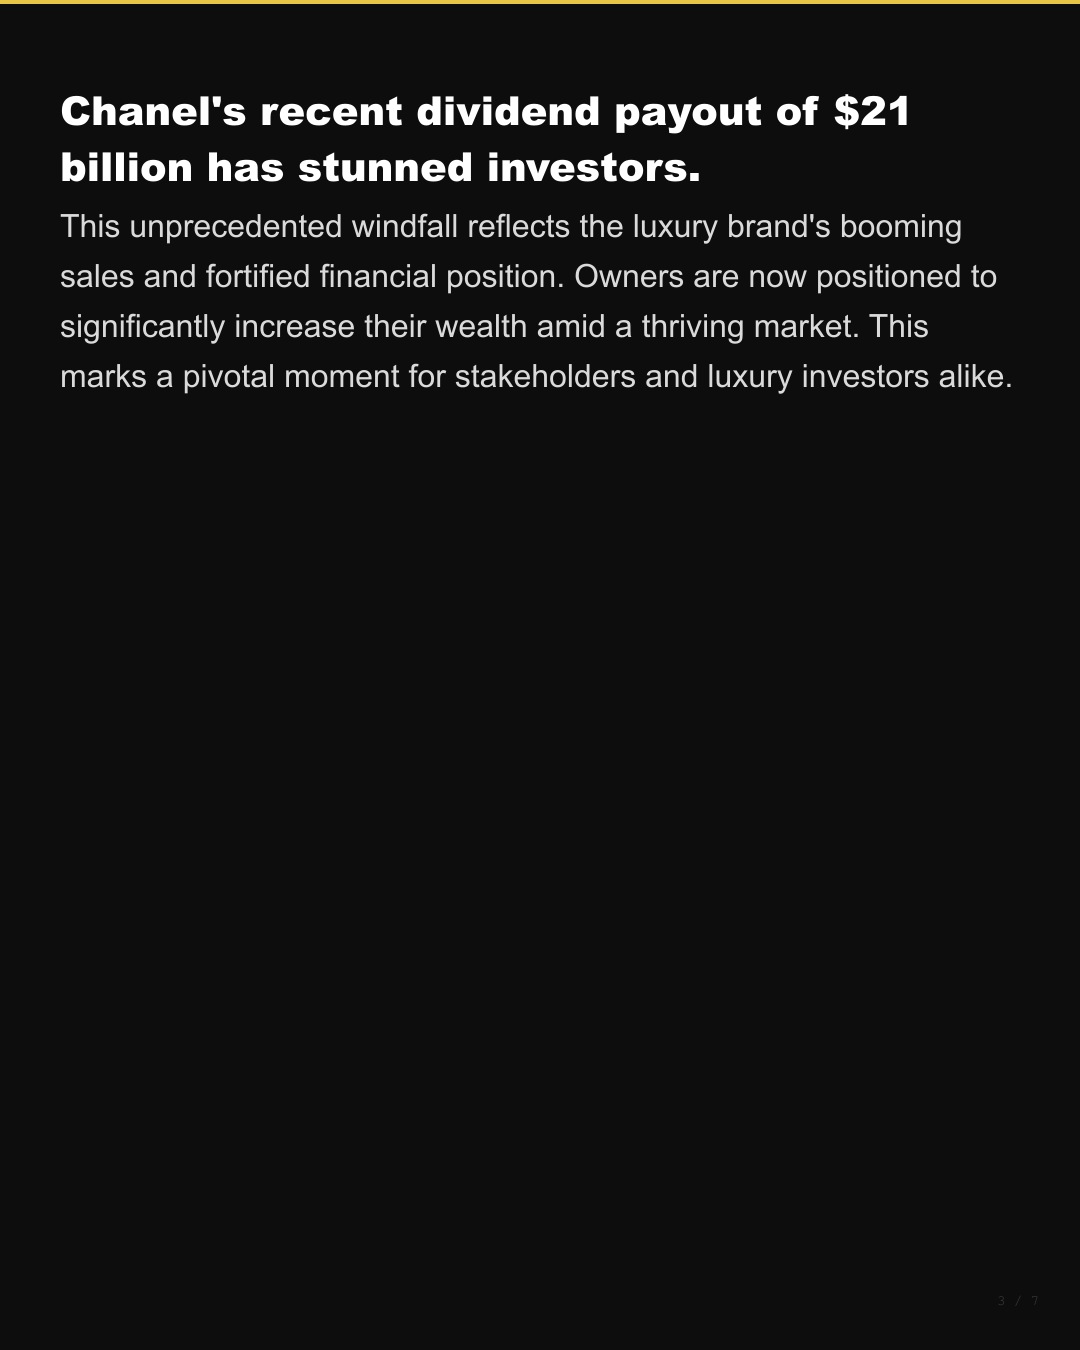 Chanel's recent dividend payout of $21
billion has stunned investors.
This unprecedented windfall reflects the luxury brand's booming
sales and fortified financial position. Owners are now positioned to
significantly increase their wealth amid a thriving market. This
marks a pivotal moment for stakeholders and luxury investors alike.
3 / 7